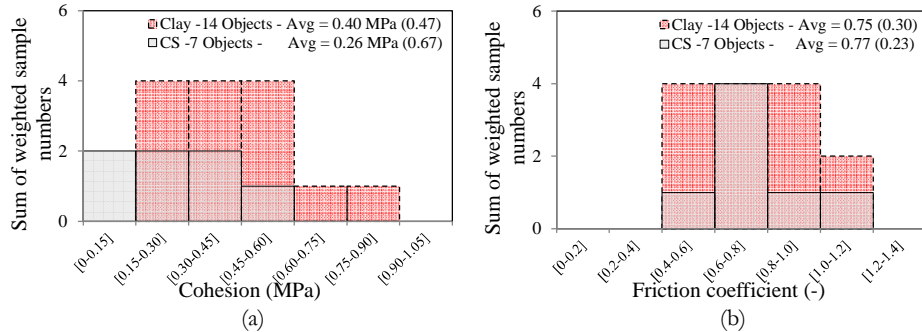 Clay -14 Objects - Avg = 0.40 MPa (0.47)
CS -7 Objects - Avg = 0.26 MPa (0.67)
Sum of weighted sample
numbers
6
4
2
0
[0-0.15]
[0.15-0.30]
[0.30-0.45]
[0.45-0.60]
[0.60-0.75]
[0.75-0.90]
[0.90-1.05]
Cohesion (MPa)
(a)
Clay -14 Objects - Avg = 0.75 (0.30)
CS -7 Objects - Avg = 0.77 (0.23)
Sum of weighted sample
numbers
6
4
2
0
[0-0.2]
[0.2-0.4]
[0.4-0.6]
[0.6-0.8]
[0.8-1.0]
[1.0-1.2]
[1.2-1.4]
Friction coefficient (-)
(b)